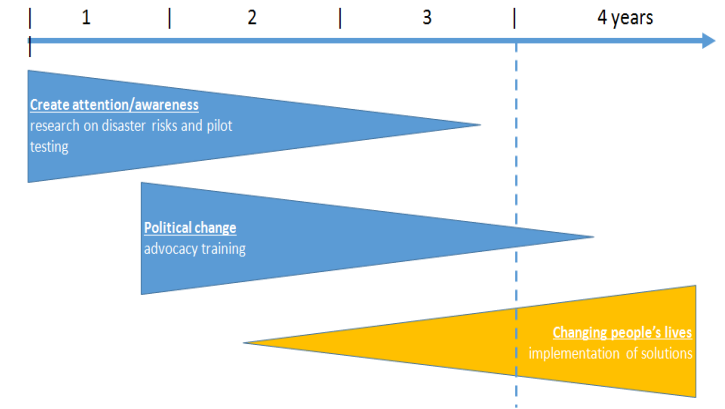 1 2 3 4 years
Create attention/awareness
research on disaster risks and pilot
testing
Political change
advocacy training
Changing people's lives
implementation of solutions